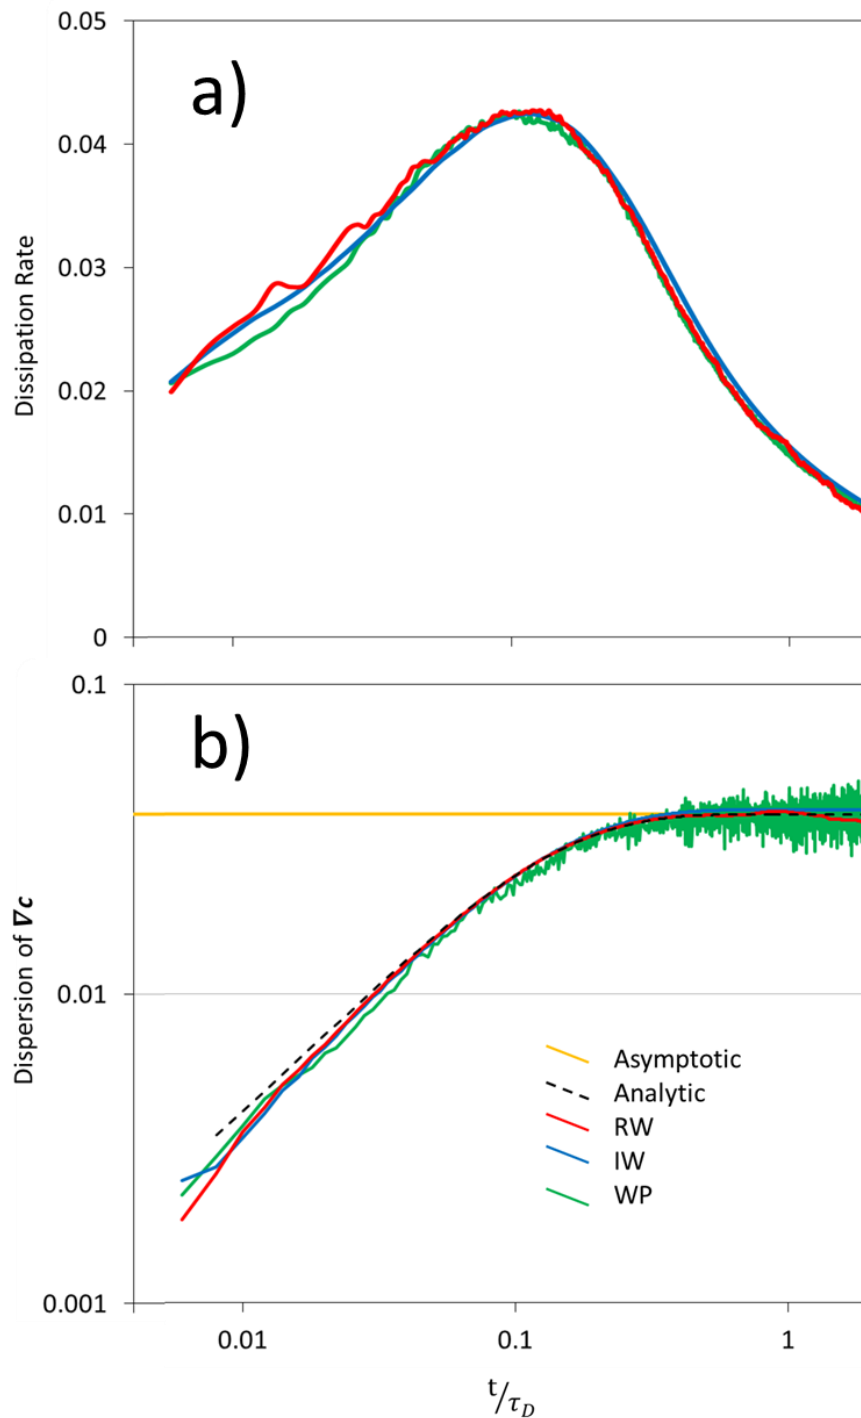 0.05
a)
0.04
0.03
Dissipation Rate
0.02
0.01
0
0.1
b)
Dispersion of ∇c
0.01
Asymptotic
Analytic
RW
IW
WP
0.001
0.01 0.1 1
t/τ_D